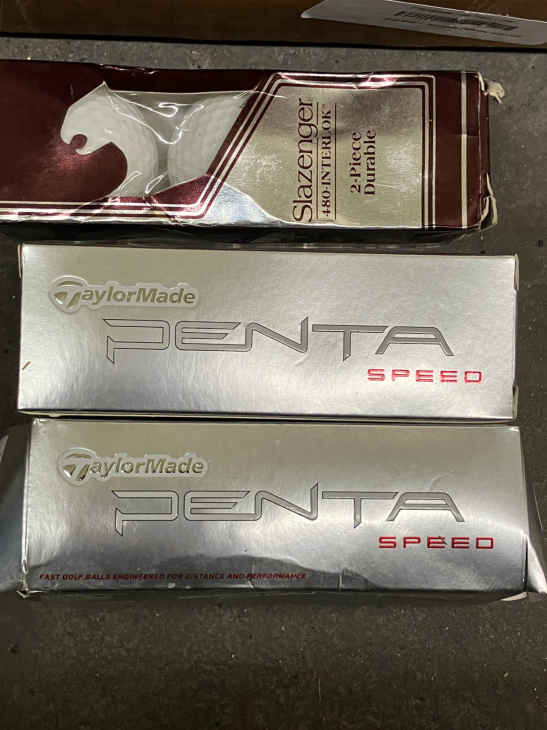 Slazenger
480·INTERLOK™
2-Piece
Durable
TaylorMade
PENTA
SPEED
TaylorMade
PENTA
SPEED
FAST GOLF BALLS ENGINEERED FOR DISTANCE AND PERFORMANCE